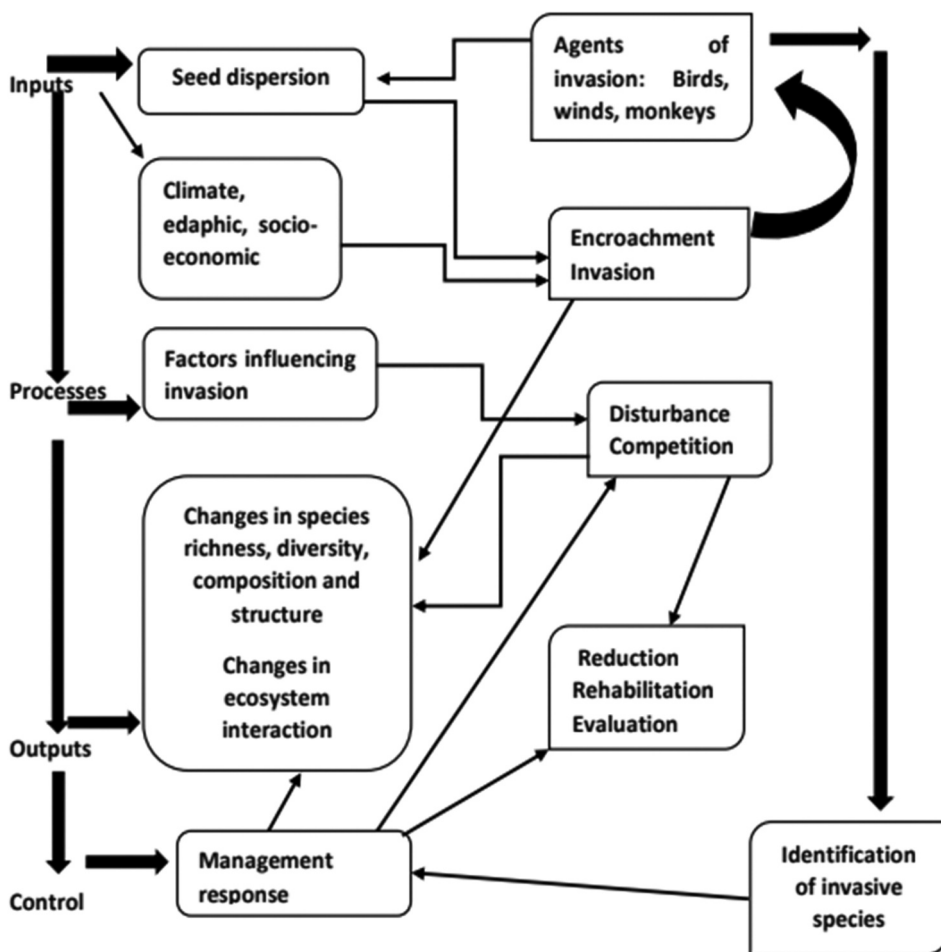 Inputs
Seed dispersion
Agents of
invasion: Birds,
winds, monkeys
Climate,
edaphic, socio-
economic
Encroachment
Invasion
Processes
Factors influencing
invasion
Disturbance
Competition
Changes in species
richness, diversity,
composition and
structure
Changes in
ecosystem
interaction
Reduction
Rehabilitation
Evaluation
Outputs
Control
Management
response
Identification
of invasive
species